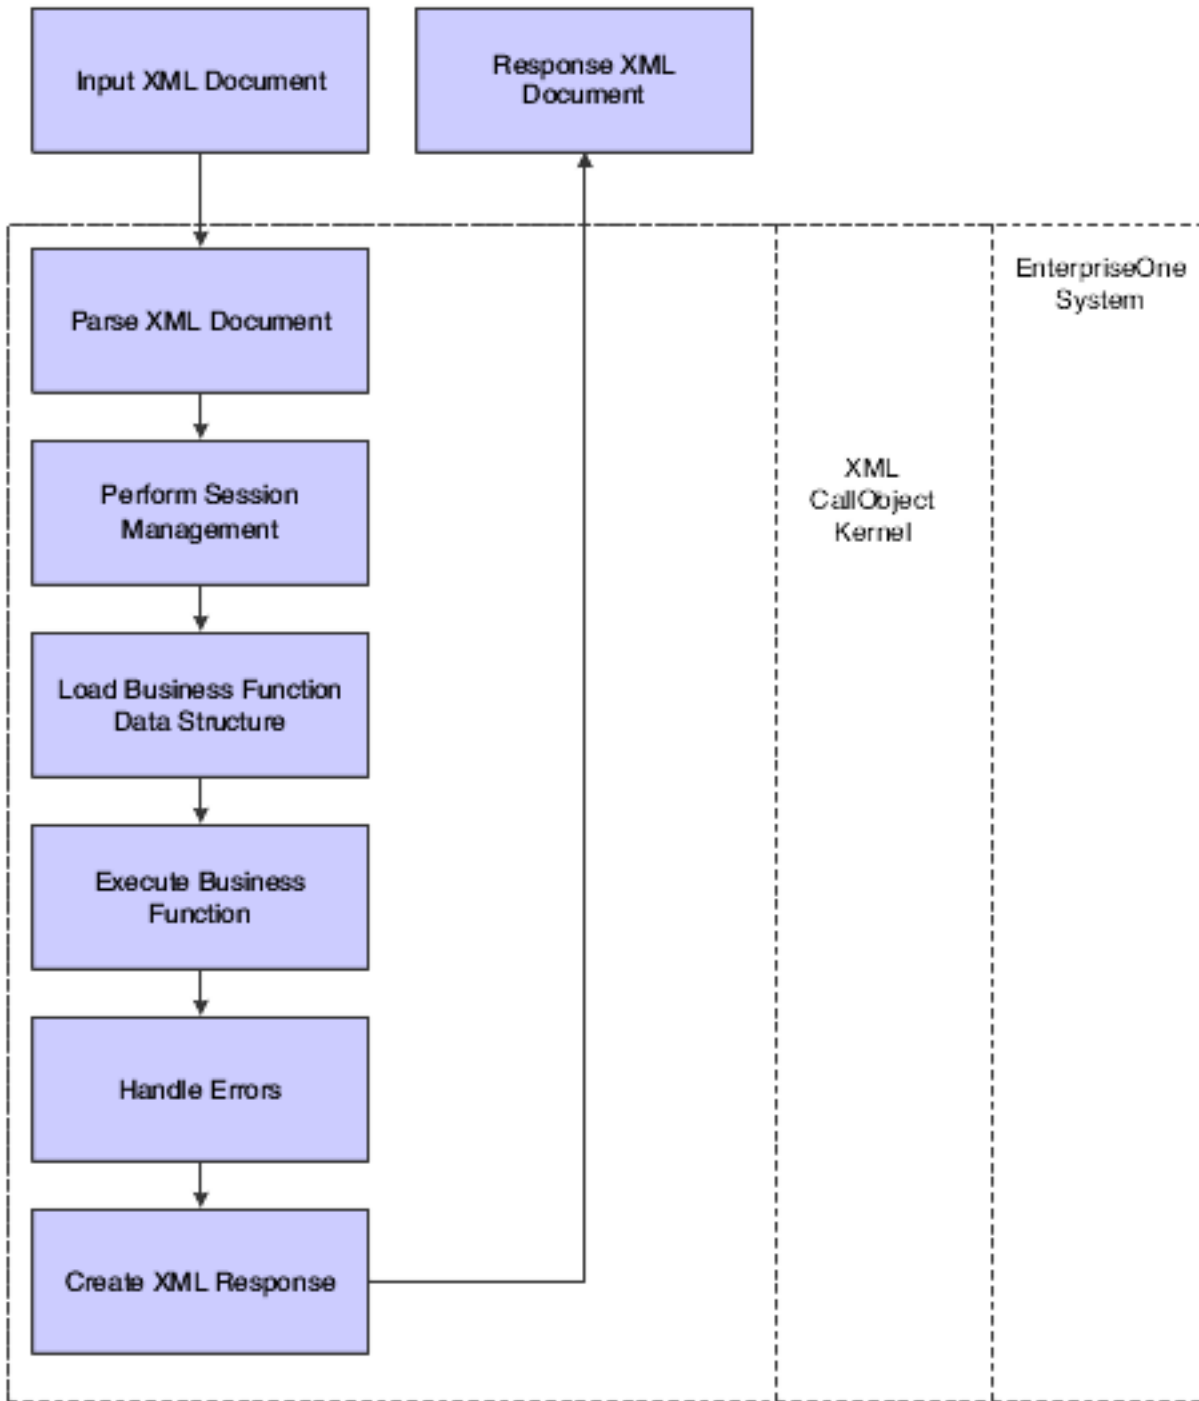 Input XML Document
Response XML
Document
EnterpriseOne
System
Parse XML Document
XML
CallObject
Kernel
Perform Session
Management
Load Business Function
Data Structure
Execute Business
Function
Handle Errors
Create XML Response